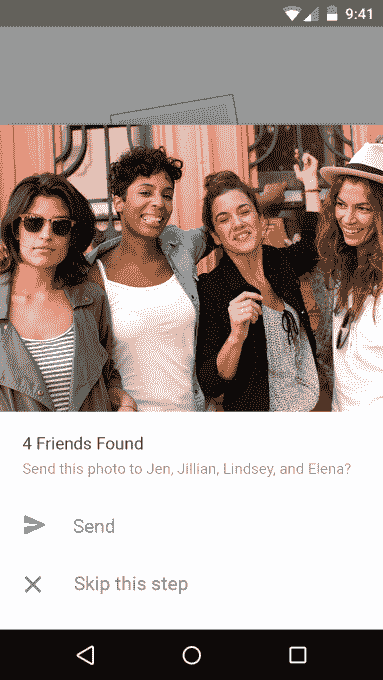 9:41
4 Friends Found
Send this photo to Jen, Jillian, Lindsey, and Elena?
Send
Skip this step